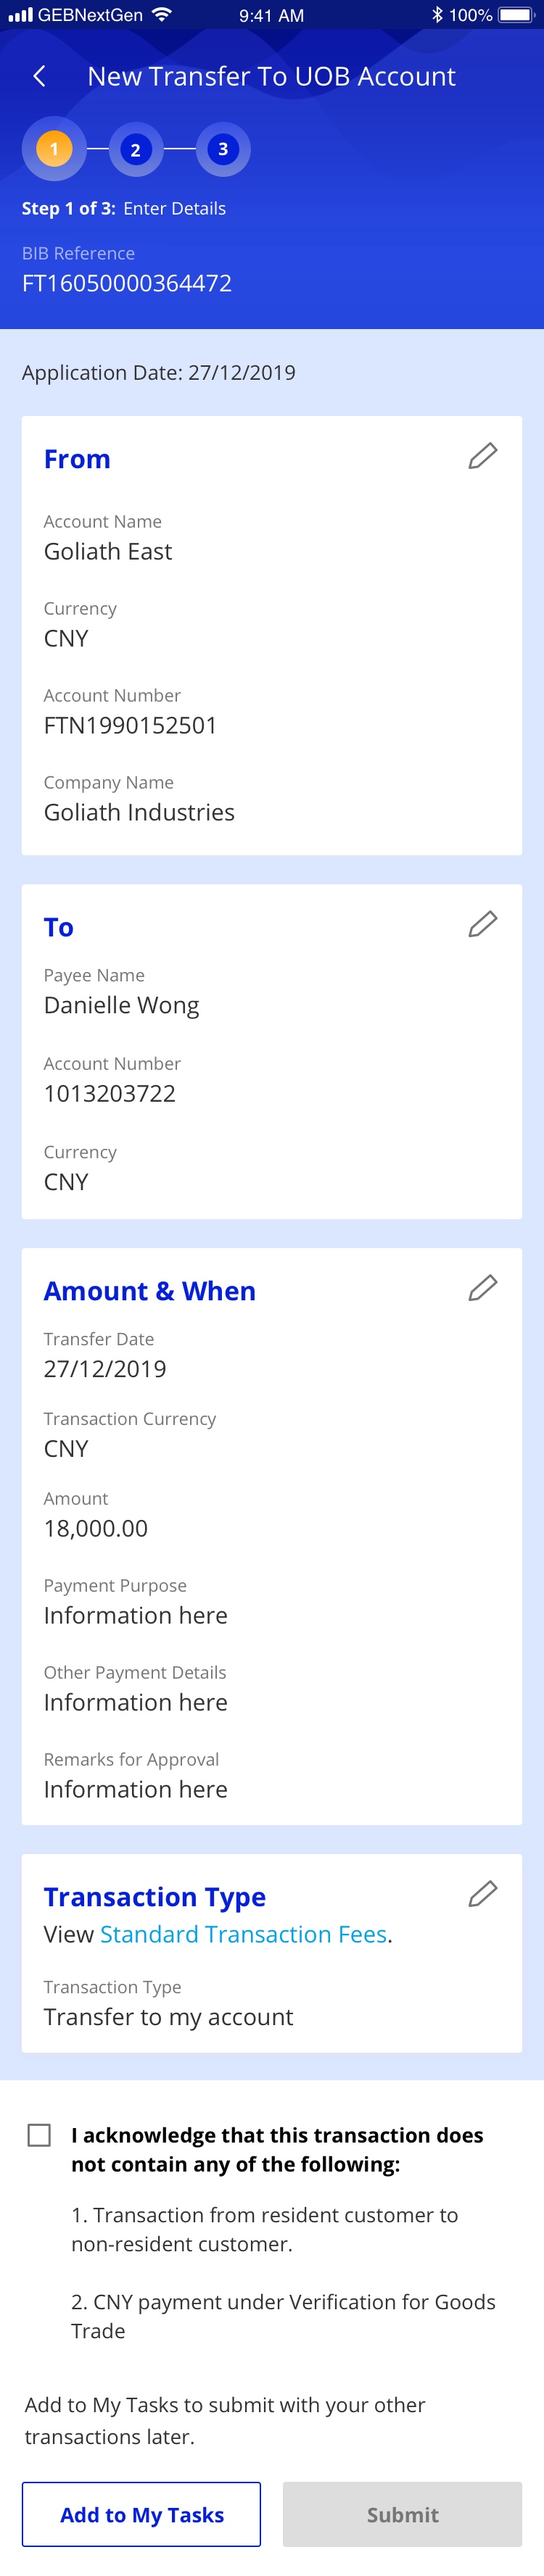 GEBNextGen 9:41 AM 100%
New Transfer To UOB Account
1 2 3
Step 1 of 3: Enter Details
BIB Reference
FT16050000364472
Application Date: 27/12/2019
From
Account Name
Goliath East
Currency
CNY
Account Number
FTN1990152501
Company Name
Goliath Industries
To
Payee Name
Danielle Wong
Account Number
1013203722
Currency
CNY
Amount & When
Transfer Date
27/12/2019
Transaction Currency
CNY
Amount
18,000.00
Payment Purpose
Information here
Other Payment Details
Information here
Remarks for Approval
Information here
Transaction Type
View Standard Transaction Fees.
Transaction Type
Transfer to my account
I acknowledge that this transaction does
not contain any of the following:
1. Transaction from resident customer to
non-resident customer.
2. CNY payment under Verification for Goods
Trade
Add to My Tasks to submit with your other
transactions later.
Add to My Tasks Submit